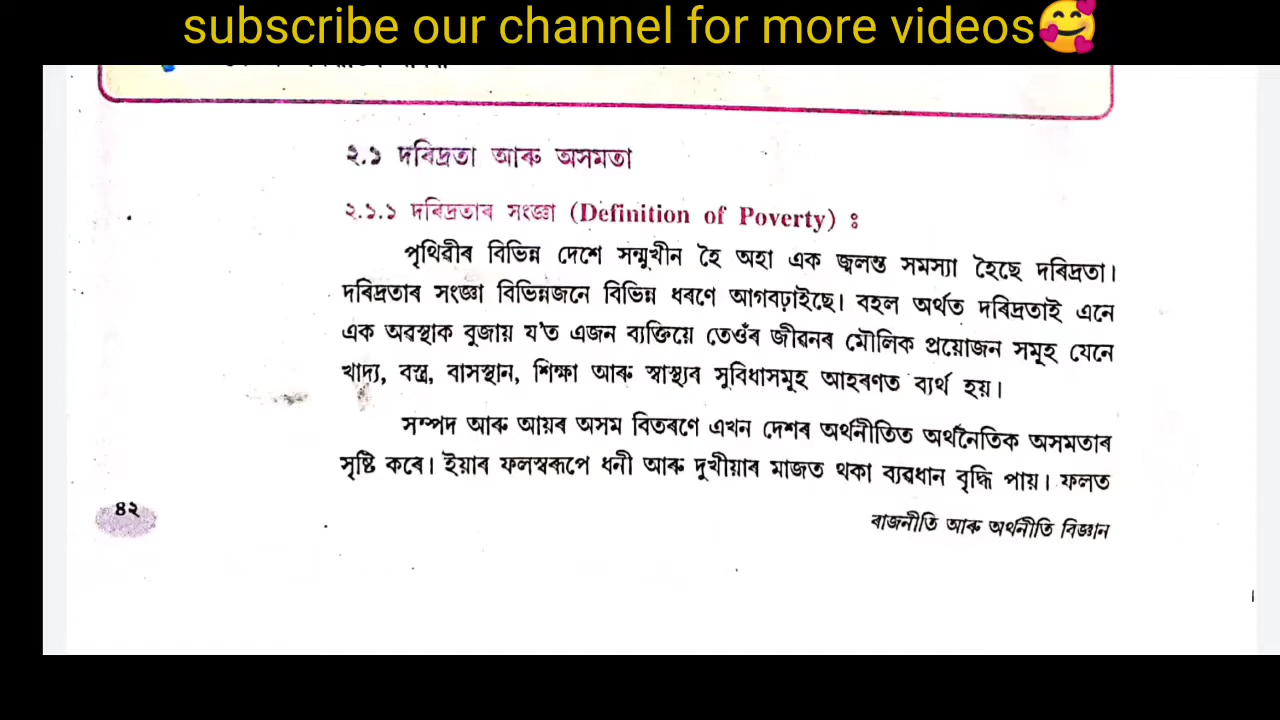 subscribe our channel for more videos🥰
২.১ দৰিদ্ৰতা আৰু অসমতা
২.১.১ দৰিদ্ৰতাৰ সংজ্ঞা (Definition of Poverty) :
পৃথিৱীৰ বিভিন্ন দেশে সন্মুখীন হৈ অহা এক জ্বলন্ত সমস্যা হৈছে দৰিদ্ৰতা।
দৰিদ্ৰতাৰ সংজ্ঞা বিভিন্নজনে বিভিন্ন ধৰণে আগবঢ়াইছে। বহল অৰ্থত দৰিদ্ৰতাই এনে
এক অবস্থাক বুজায় য'ত এজন ব্যক্তিয়ে তেওঁৰ জীৱনৰ মৌলিক প্ৰয়োজন সমূহ যেনে
খাদ্য, বস্ত্ৰ, বাসস্থান, শিক্ষা আৰু স্বাস্থ্যৰ সুবিধাসমূহ আহৰণত ব্যৰ্থ হয়।
সম্পদ আৰু আয়ৰ অসম বিতৰণে এখন দেশৰ অৰ্থনীতিত অৰ্থনৈতিক অসমতাৰ
সৃষ্টি কৰে। ইয়াৰ ফলস্বৰূপে ধনী আৰু দুখীয়াৰ মাজত থকা ব্যৱধান বৃদ্ধি পায়। ফলত
৪২
ৰাজনীতি আৰু অৰ্থনীতি বিজ্ঞান